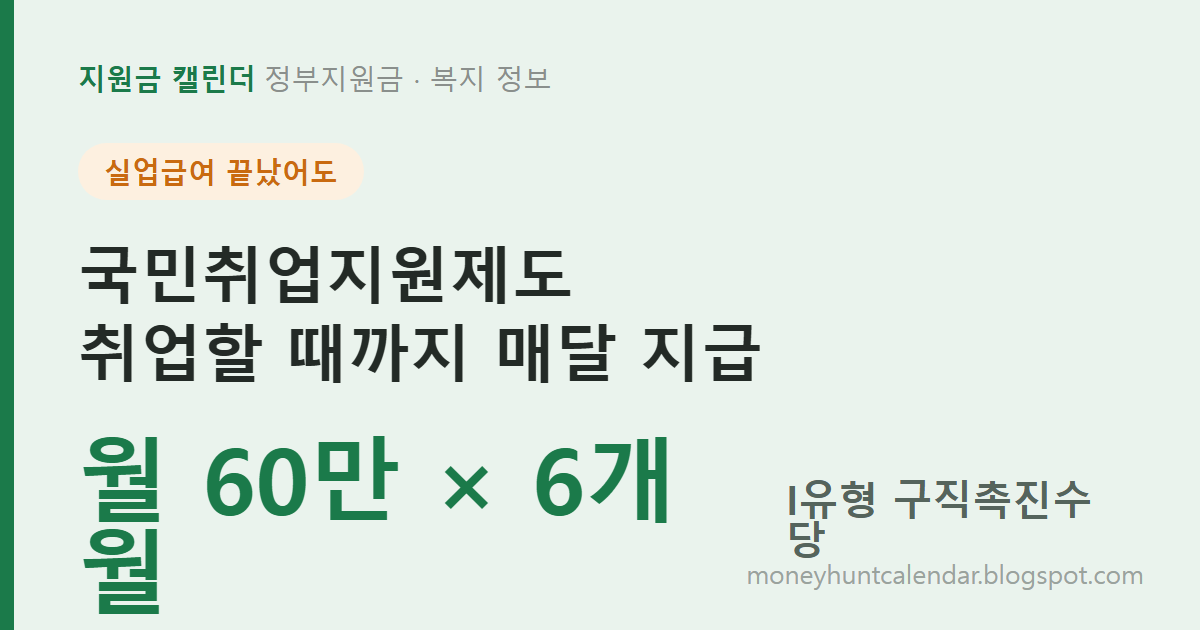 지원금 캘린더 정부지원금 · 복지 정보
실업급여 끝났어도
국민취업지원제도
취업할 때까지 매달 지급
월 60만 × 6개
월
I유형 구직촉진수
당
moneyhuntcalendar.blogspot.com